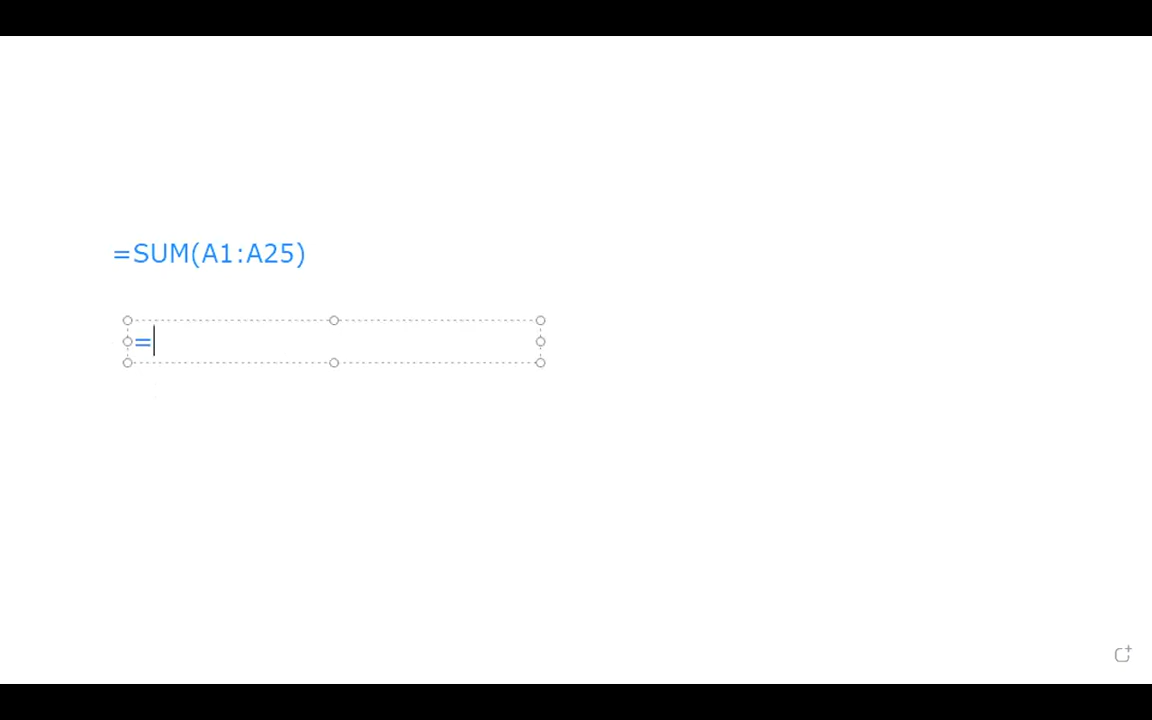 =SUM(A1:A25)
=